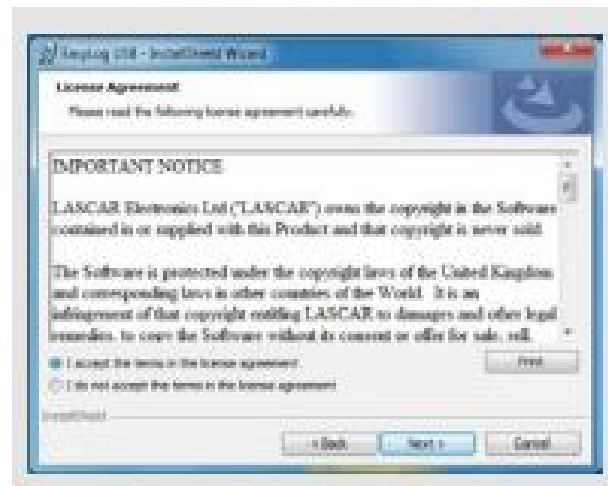 USB - InstallShield Wizard
License Agreement
Please read the following license agreement carefully.
IMPORTANT NOTICE
LASCAR Electronics Ltd ("LASCAR") owns the copyright in the Software
contained in or supplied with this Product and that copyright is never sold.
The Software is protected under the copyright laws of the United Kingdom
and corresponding laws in other countries of the World. It is an
infringement of that copyright entitling LASCAR to damages and other legal
remedies, to copy the Software without its consent or offer for sale, sell,
I accept the terms in the license agreement
Print
I do not accept the terms in the license agreement
InstallShield
< Back
Next >
Cancel